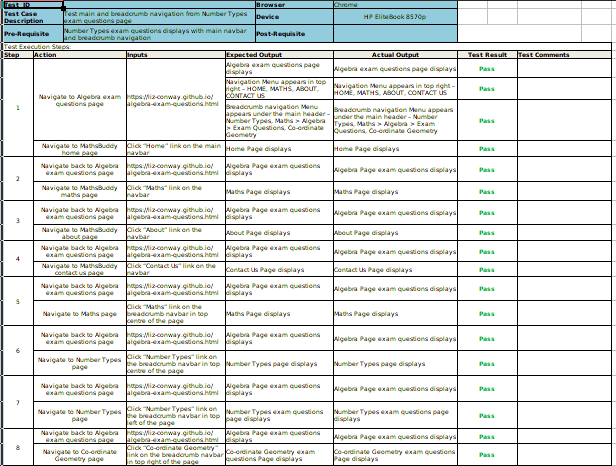 Test_ID Browser Chrome
Test Case Description Test main and breadcrumb navigation from Number Types exam questions page Device HP EliteBook 8570p
Pre-Requisite Number Types exam questions displays with main navbar and breadcrumb navigation Post-Requisite
Test Execution Steps:
Step Action Inputs Expected Output Actual Output Test Result Test Comments
1 Navigate to Algebra exam questions page https://liz-conway.github.io/algebra-exam-questions.html Algebra exam questions page displays Algebra exam questions page displays Pass
Navigation Menu appears in top right – HOME, MATHS, ABOUT, CONTACT US Navigation Menu appears in top right – HOME, MATHS, ABOUT, CONTACT US Pass
Breadcrumb navigation Menu appears under the main header – Number Types, Maths > Algebra > Exam Questions, Co-ordinate Geometry Breadcrumb navigation Menu appears under the main header – Number Types, Maths > Algebra > Exam Questions, Co-ordinate Geometry Pass
Navigate to MathsBuddy home page Click "Home" link on the main navbar Home Page displays Home Page displays Pass
2 Navigate back to Algebra exam questions page https://liz-conway.github.io/algebra-exam-questions.html Algebra Page exam questions displays Algebra Page exam questions displays Pass
Navigate to MathsBuddy maths page Click "Maths" link on the navbar Maths Page displays Maths Page displays Pass
3 Navigate back to Algebra exam questions page https://liz-conway.github.io/algebra-exam-questions.html Algebra Page exam questions displays Algebra Page exam questions displays Pass
Navigate to MathsBuddy about page Click "About" link on the navbar About Page displays About Page displays Pass
4 Navigate back to Algebra exam questions page https://liz-conway.github.io/algebra-exam-questions.html Algebra Page exam questions displays Algebra Page exam questions displays Pass
Navigate to MathsBuddy contact us page Click "Contact Us" link on the navbar Contact Us Page displays Contact Us Page displays Pass
5 Navigate back to Algebra exam questions page https://liz-conway.github.io/algebra-exam-questions.html Algebra Page exam questions displays Algebra Page exam questions displays Pass
Navigate to Maths page Click "Maths" link on the breadcrumb navbar in top centre of the page Maths Page displays Maths Page displays Pass
6 Navigate back to Algebra exam questions page https://liz-conway.github.io/algebra-exam-questions.html Algebra Page exam questions displays Algebra Page exam questions displays Pass
Navigate to Number Types page Click "Number Types" link on the breadcrumb navbar in top centre of the page Number Types page displays Number Types page displays Pass
7 Navigate back to Algebra exam questions page https://liz-conway.github.io/algebra-exam-questions.html Algebra Page exam questions displays Algebra Page exam questions displays Pass
Navigate to Number Types page Click "Number Types" link on the breadcrumb navbar in top left of the page Number Types exam questions page displays Number Types exam questions page displays Pass
8 Navigate back to Algebra exam questions page https://liz-conway.github.io/algebra-exam-questions.html Algebra Page exam questions displays Algebra Page exam questions displays Pass
Navigate to Co-ordinate Geometry page Click "Co-ordinate Geometry" link on the breadcrumb navbar in top right of the page Co-ordinate Geometry exam questions Page displays Co-ordinate Geometry exam questions Page displays Pass